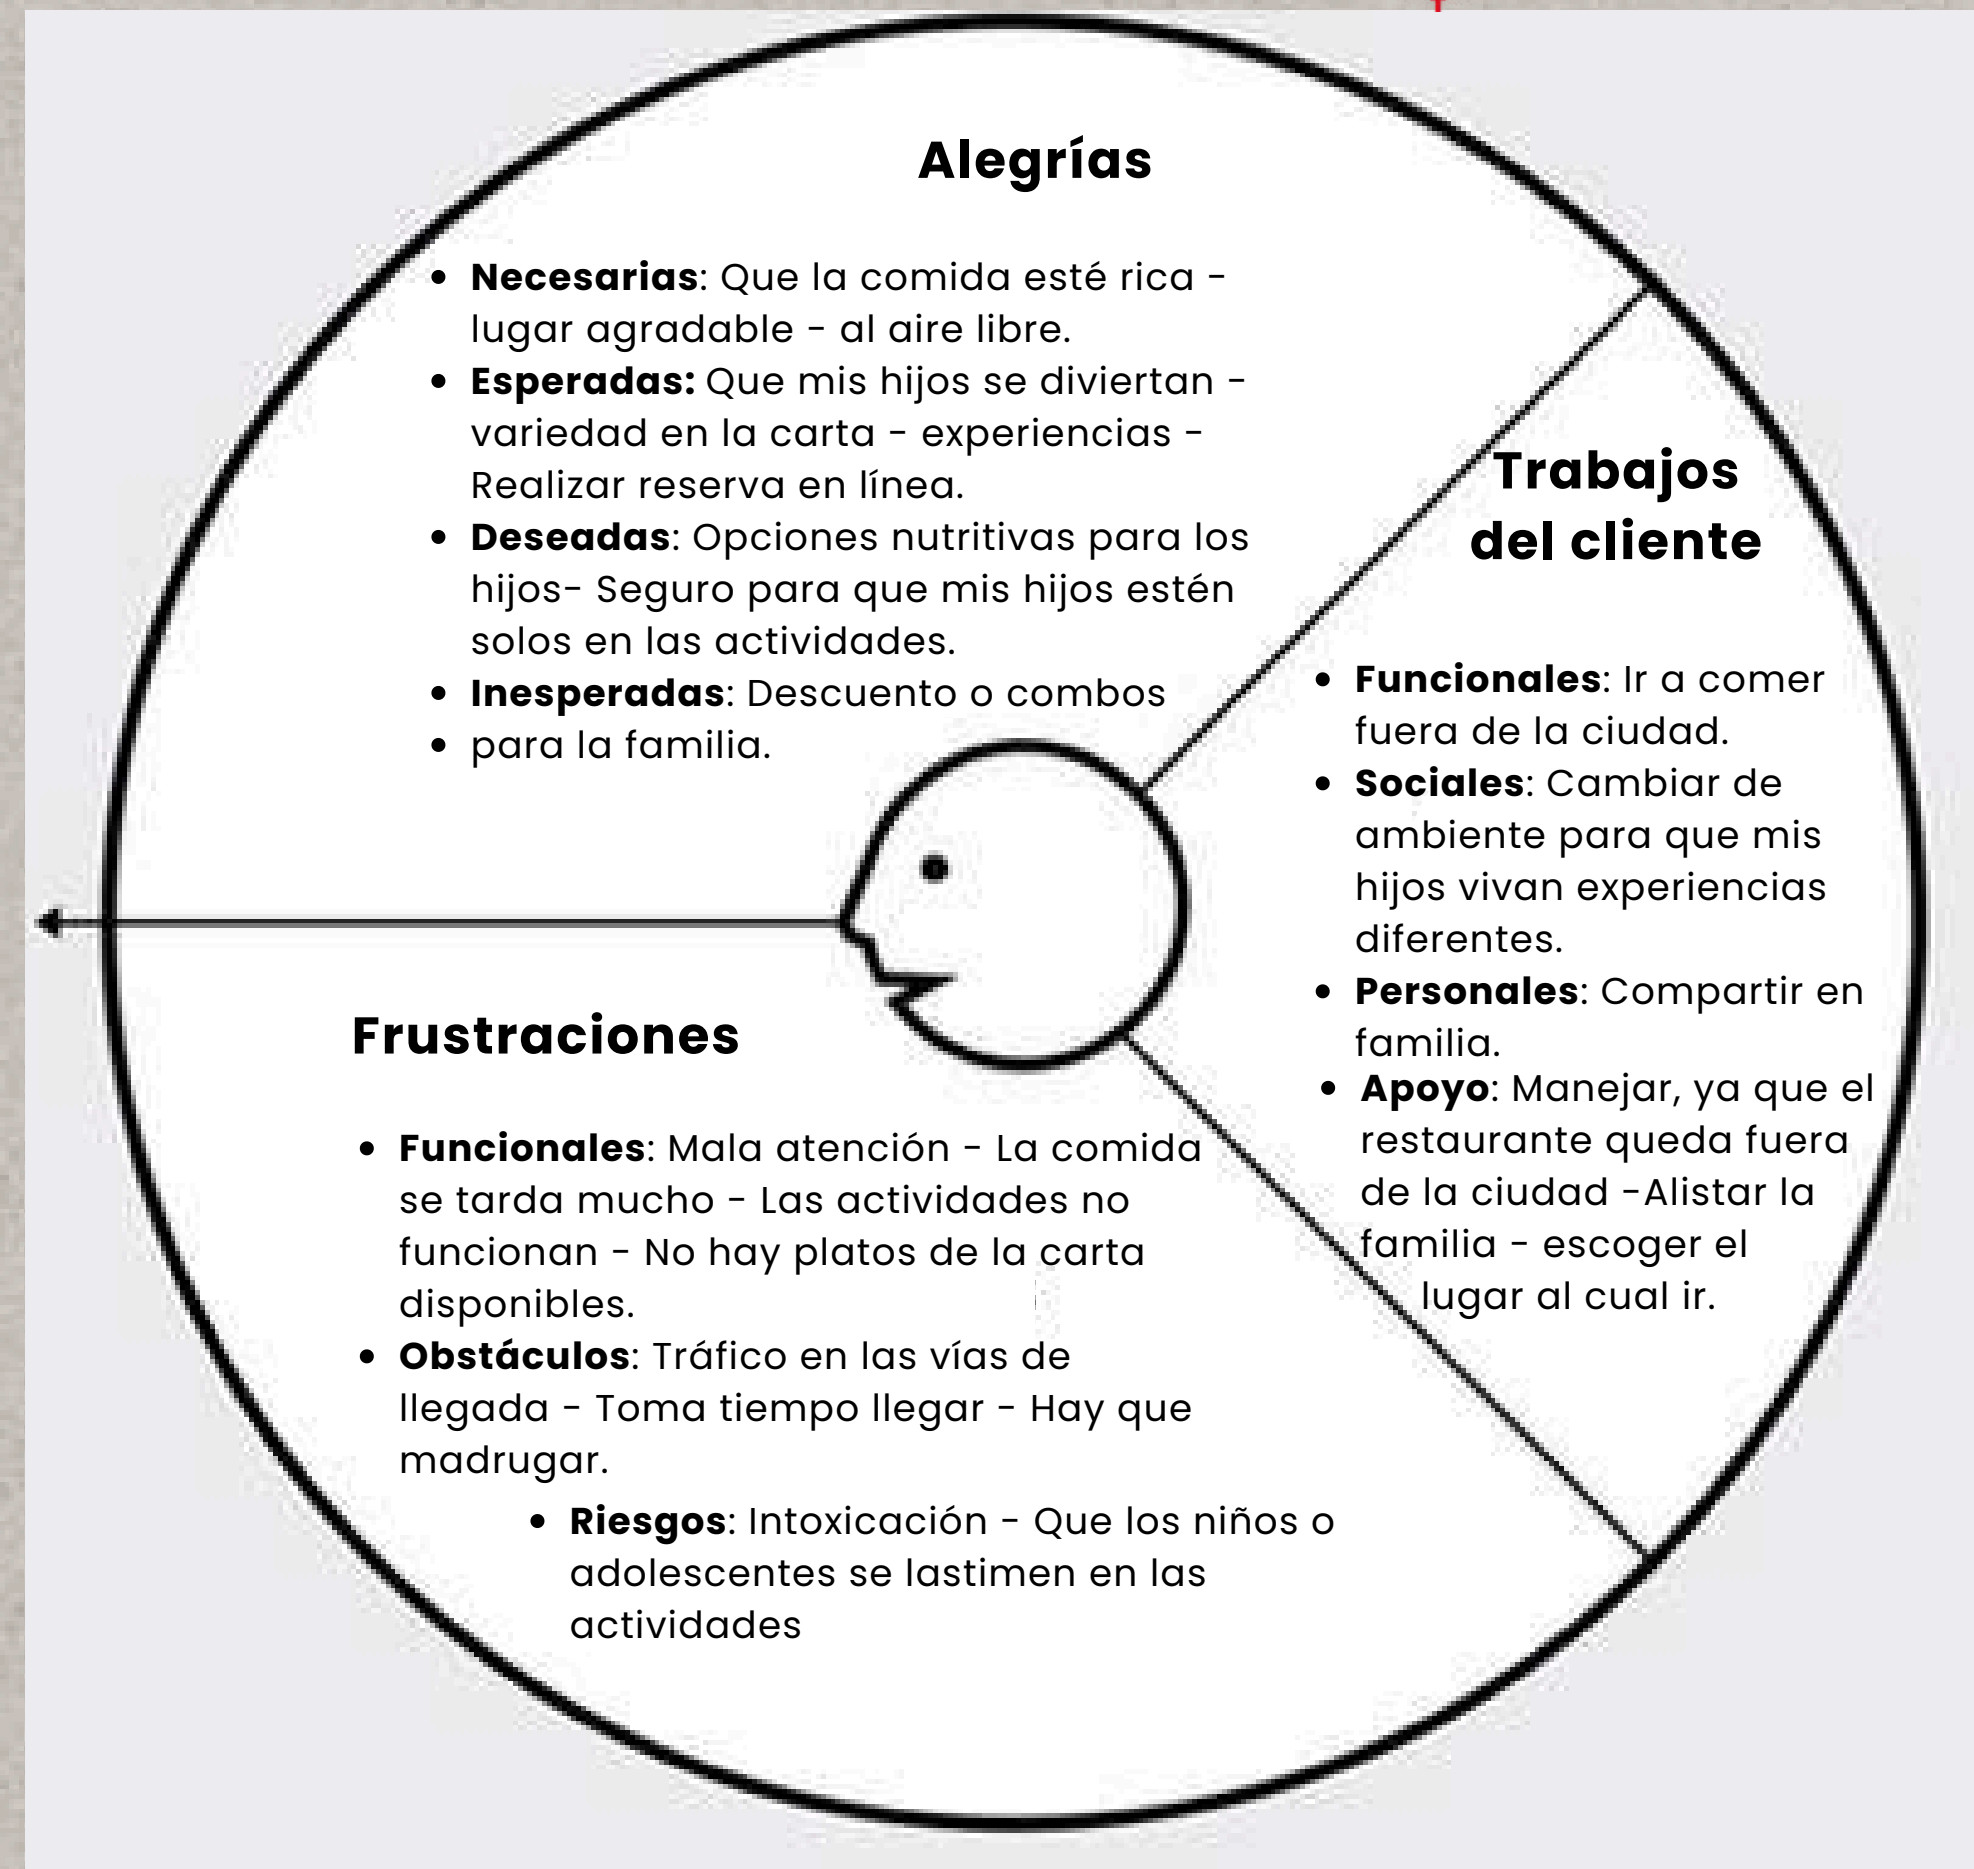 Alegrías
• Necesarias: Que la comida esté rica -
lugar agradable - al aire libre.
• Esperadas: Que mis hijos se diviertan -
variedad en la carta - experiencias -
Realizar reserva en línea.
• Deseadas: Opciones nutritivas para los
hijos- Seguro para que mis hijos estén
solos en las actividades.
• Inesperadas: Descuento o combos
• para la familia.
Trabajos
del cliente
• Funcionales: Ir a comer
fuera de la ciudad.
• Sociales: Cambiar de
ambiente para que mis
hijos vivan experiencias
diferentes.
• Personales: Compartir en
familia.
• Apoyo: Manejar, ya que el
restaurante queda fuera
de la ciudad -Alistar la
familia - escoger el
lugar al cual ir.
Frustraciones
• Funcionales: Mala atención - La comida
se tarda mucho - Las actividades no
funcionan - No hay platos de la carta
disponibles.
• Obstáculos: Tráfico en las vías de
llegada - Toma tiempo llegar - Hay que
madrugar.
• Riesgos: Intoxicación - Que los niños o
adolescentes se lastimen en las
actividades